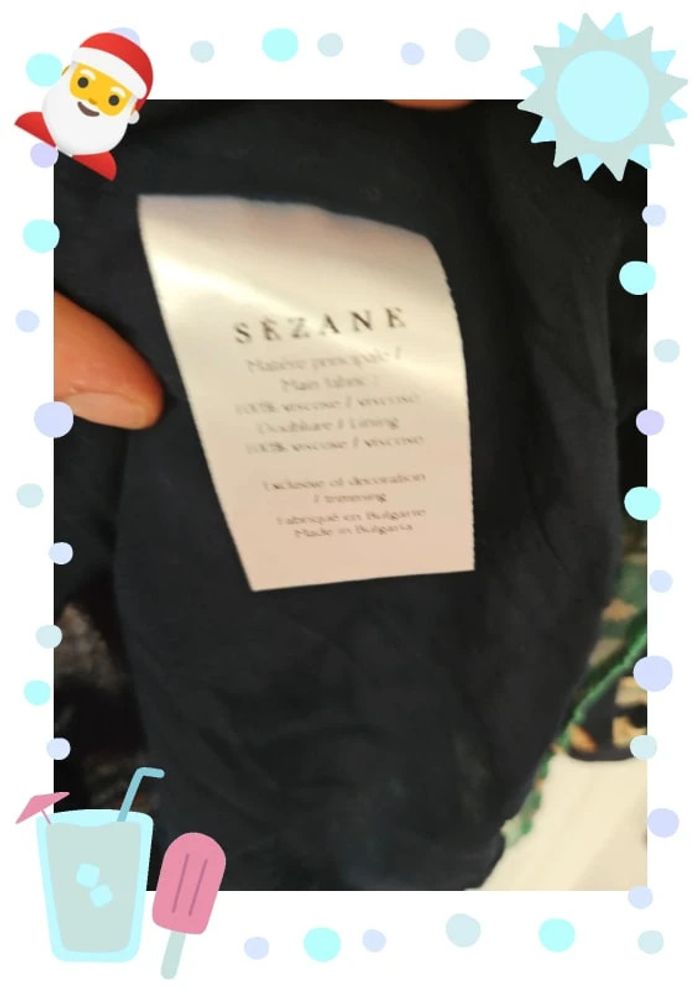 SÉZANE
Matière principale /
Main fabric :
100% viscose / viscoso
Doublure / Lining
100% viscose / viscose
Exclusive of decoration
/ trimming
Fabriqué en Bulgarie
Made in Bulgaria